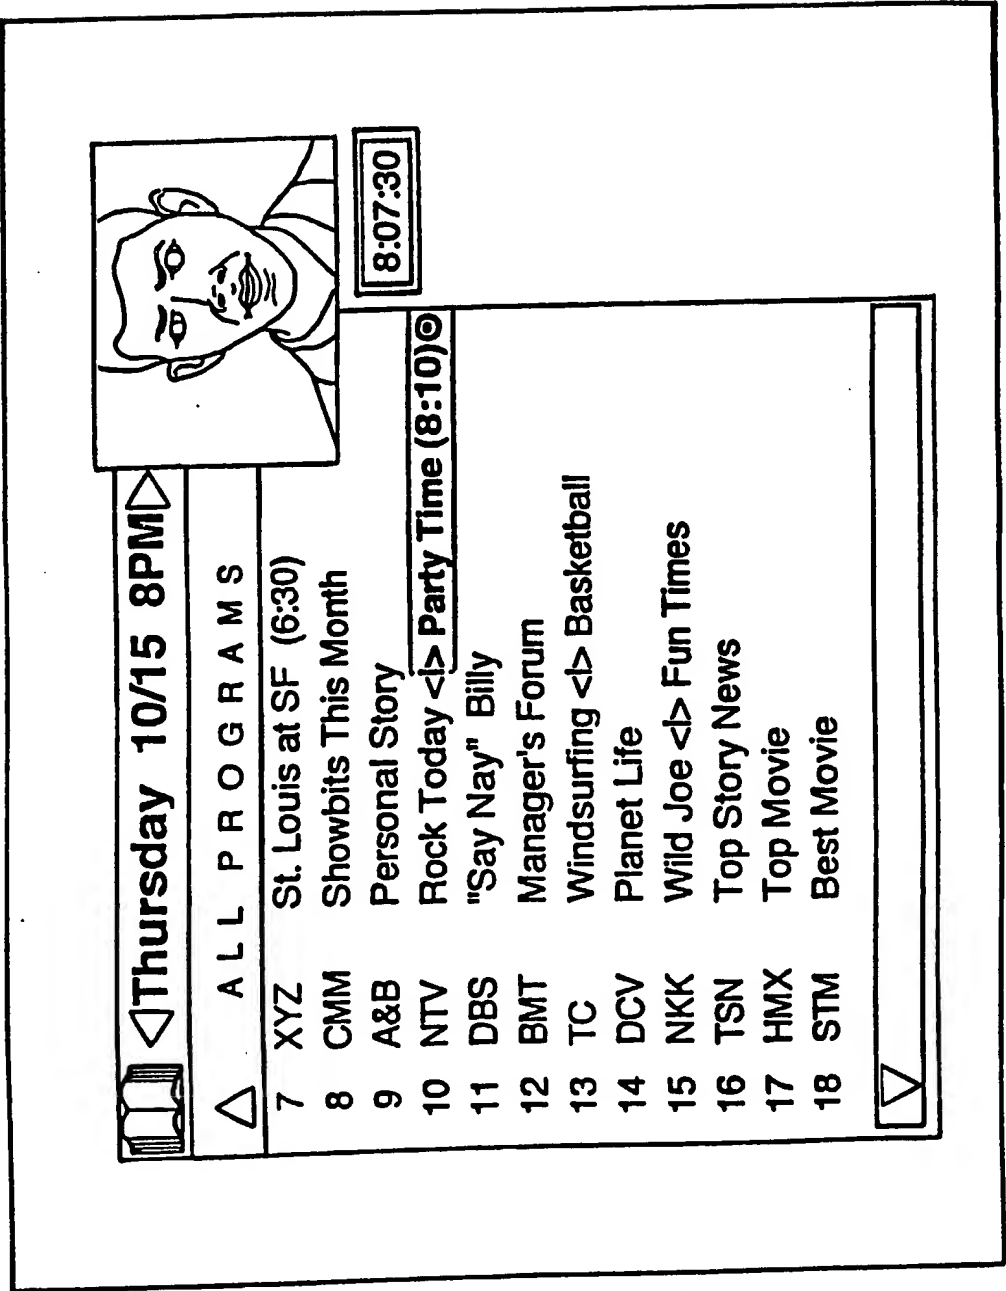 Thursday 10/15 8PM
ALL PROGRAMS
8:07:30
7 XYZ St. Louis at SF (6:30)
8 CMM Showbits This Month
9 A&B Personal Story
10 NTV Rock Today <|> Party Time (8:10)
11 DBS "Say Nay" Billy
12 BMT Manager's Forum
13 TC Windsurfing <|> Basketball
14 DCV Planet Life
15 NKK Wild Joe <|> Fun Times
16 TSN Top Story News
17 HMX Top Movie
18 STM Best Movie